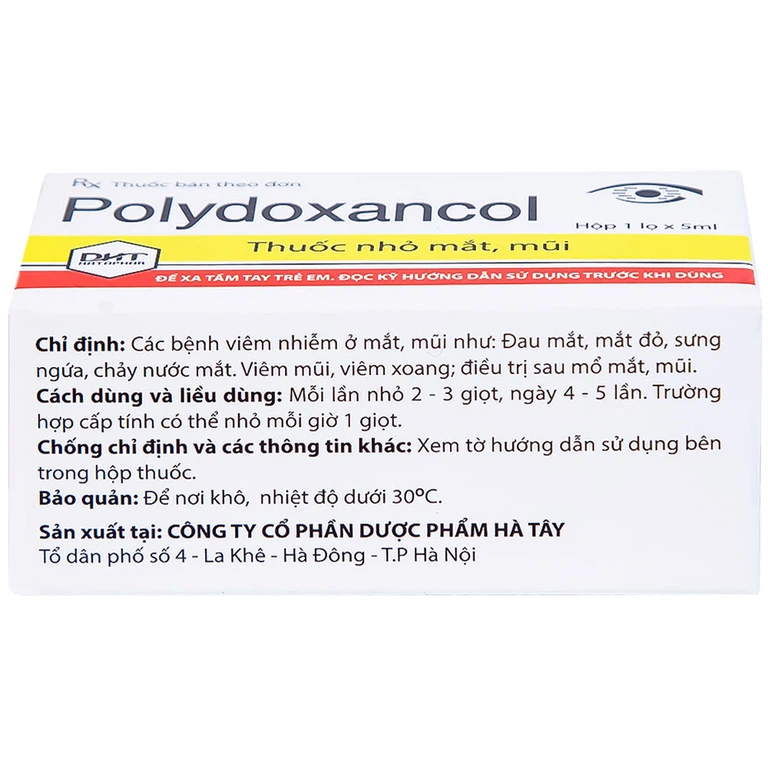 Rx Thuốc bán theo đơn
Polydoxancol
Hộp 1 lọ x 5ml
Thuốc nhỏ mắt, mũi
DHT
HATAPHAR
ĐỂ XA TẦM TAY TRẺ EM. ĐỌC KỸ HƯỚNG DẪN SỬ DỤNG TRƯỚC KHI DÙNG
Chỉ định: Các bệnh viêm nhiễm ở mắt, mũi như: Đau mắt, mắt đỏ, sưng
ngứa, chảy nước mắt. Viêm mũi, viêm xoang; điều trị sau mổ mắt, mũi.
Cách dùng và liều dùng: Mỗi lần nhỏ 2 - 3 giọt, ngày 4 - 5 lần. Trường
hợp cấp tính có thể nhỏ mỗi giờ 1 giọt.
Chống chỉ định và các thông tin khác: Xem tờ hướng dẫn sử dụng bên
trong hộp thuốc.
Bảo quản: Để nơi khô, nhiệt độ dưới 30ºC.
Sản xuất tại: CÔNG TY CỔ PHẦN DƯỢC PHẨM HÀ TÂY
Tổ dân phố số 4 - La Khê - Hà Đông - T.P Hà Nội